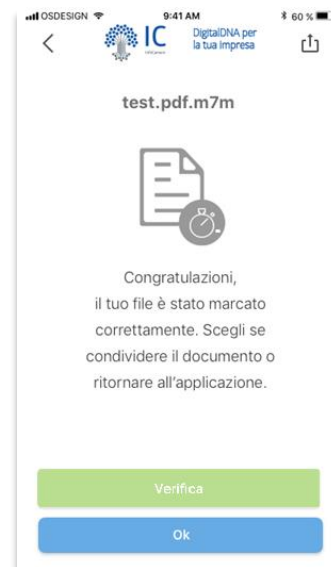 OSDESIGN 9:41 AM 60 %
IC DigitalDNA per
la tua impresa
test.pdf.m7m
Congratulazioni,
il tuo file è stato marcato
correttamente. Scegli se
condividere il documento o
ritornare all'applicazione.
Verifica
Ok